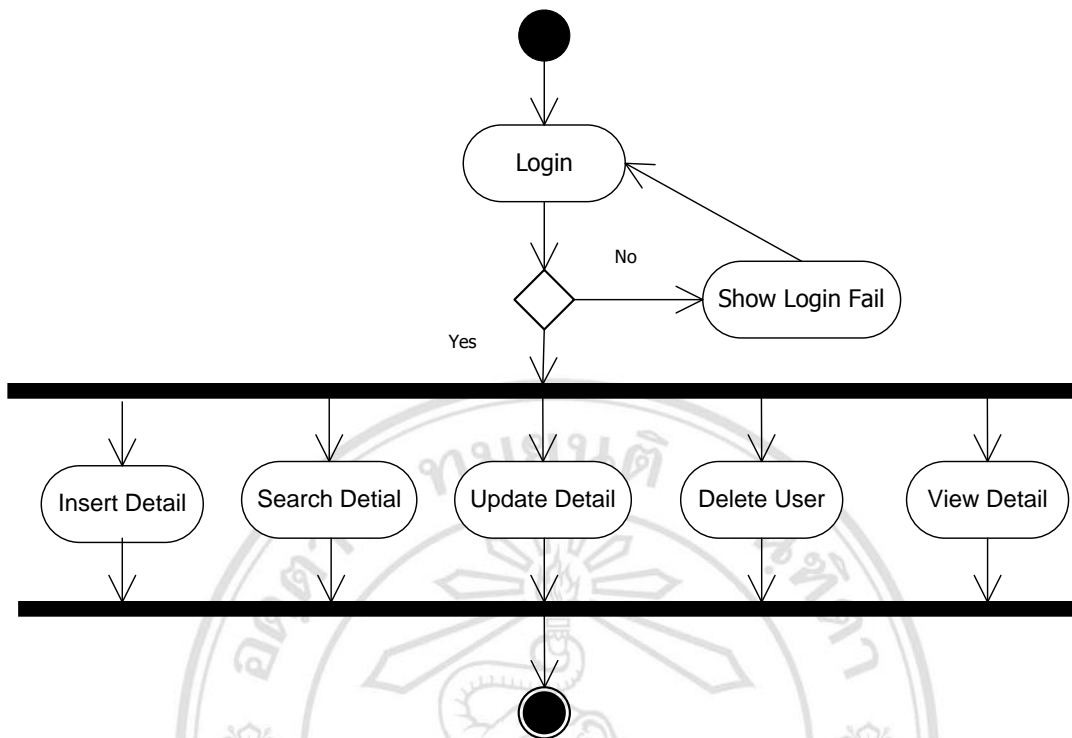 Login
No
Show Login Fail
Yes
Insert Detail
Search Detial
Update Detail
Delete User
View Detail